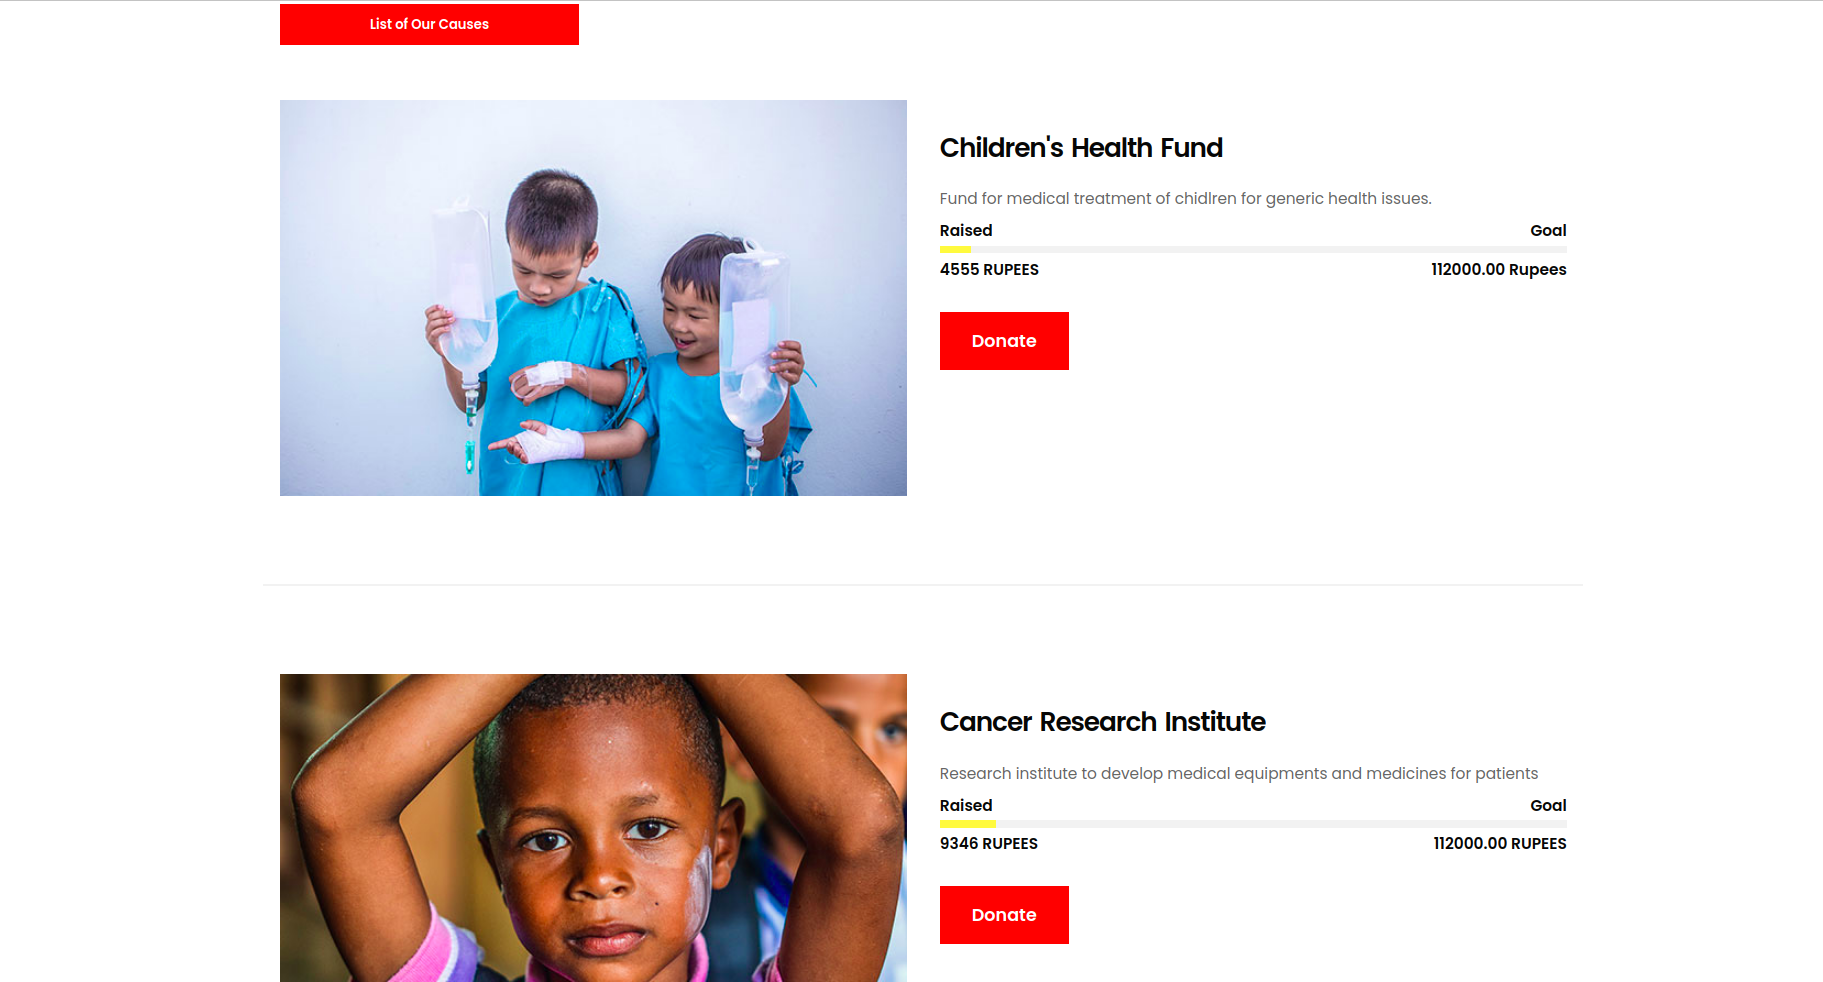 List of Our Causes
Children's Health Fund
Fund for medical treatment of chidlren for generic health issues.
Raised Goal
4555 RUPEES 112000.00 Rupees
Donate
Cancer Research Institute
Research institute to develop medical equipments and medicines for patients
Raised Goal
9346 RUPEES 112000.00 RUPEES
Donate